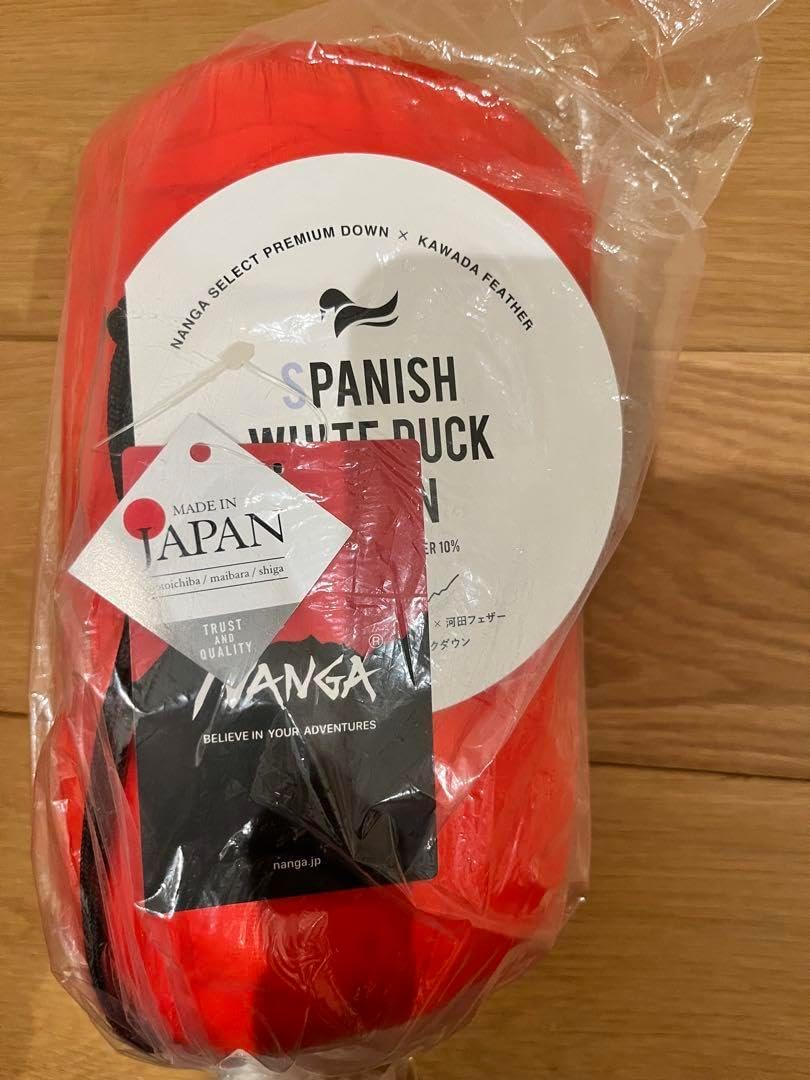 NANGA SELECT PREMIUM DOWN × KAWADA FEATHER
SPANISH
WHITE DUCK
N
ER 10%
× 河田フェザー
クダウン
MADE IN
JAPAN
oichiba / maibara / shiga
TRUST
AND
QUALITY
NANGA®
BELIEVE IN YOUR ADVENTURES
nanga.jp